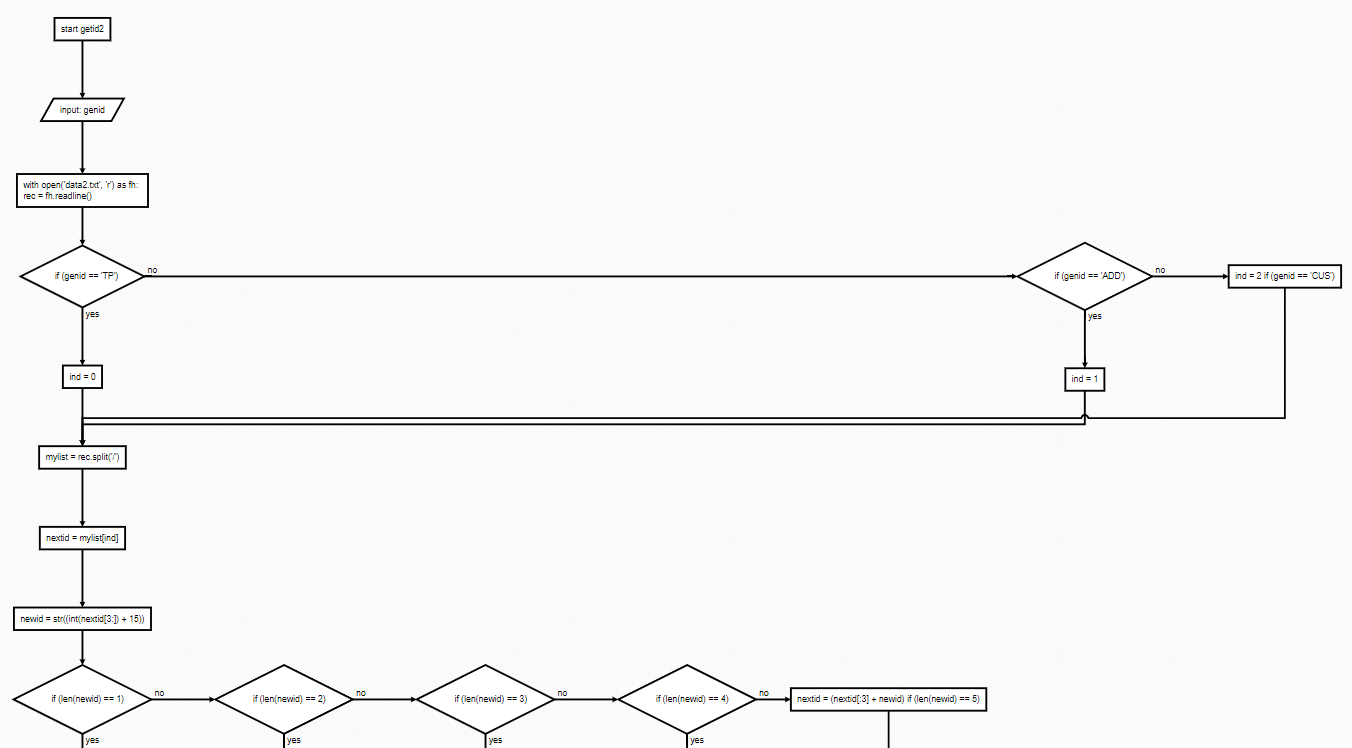 start getid2
input: genid
with open('data2.txt', 'r') as fh:
rec = fh.readline()
if (genid == 'TP')
no
if (genid == 'ADD')
no
ind = 2 if (genid == 'CUS')
yes
yes
ind = 0
ind = 1
mylist = rec.split('/')
nextid = mylist[ind]
newid = str((int(nextid[3:]) + 15))
if (len(newid) == 1)
no
if (len(newid) == 2)
no
if (len(newid) == 3)
no
if (len(newid) == 4)
no
nextid = (nextid[:3] + newid) if (len(newid) == 5)
yes
yes
yes
yes